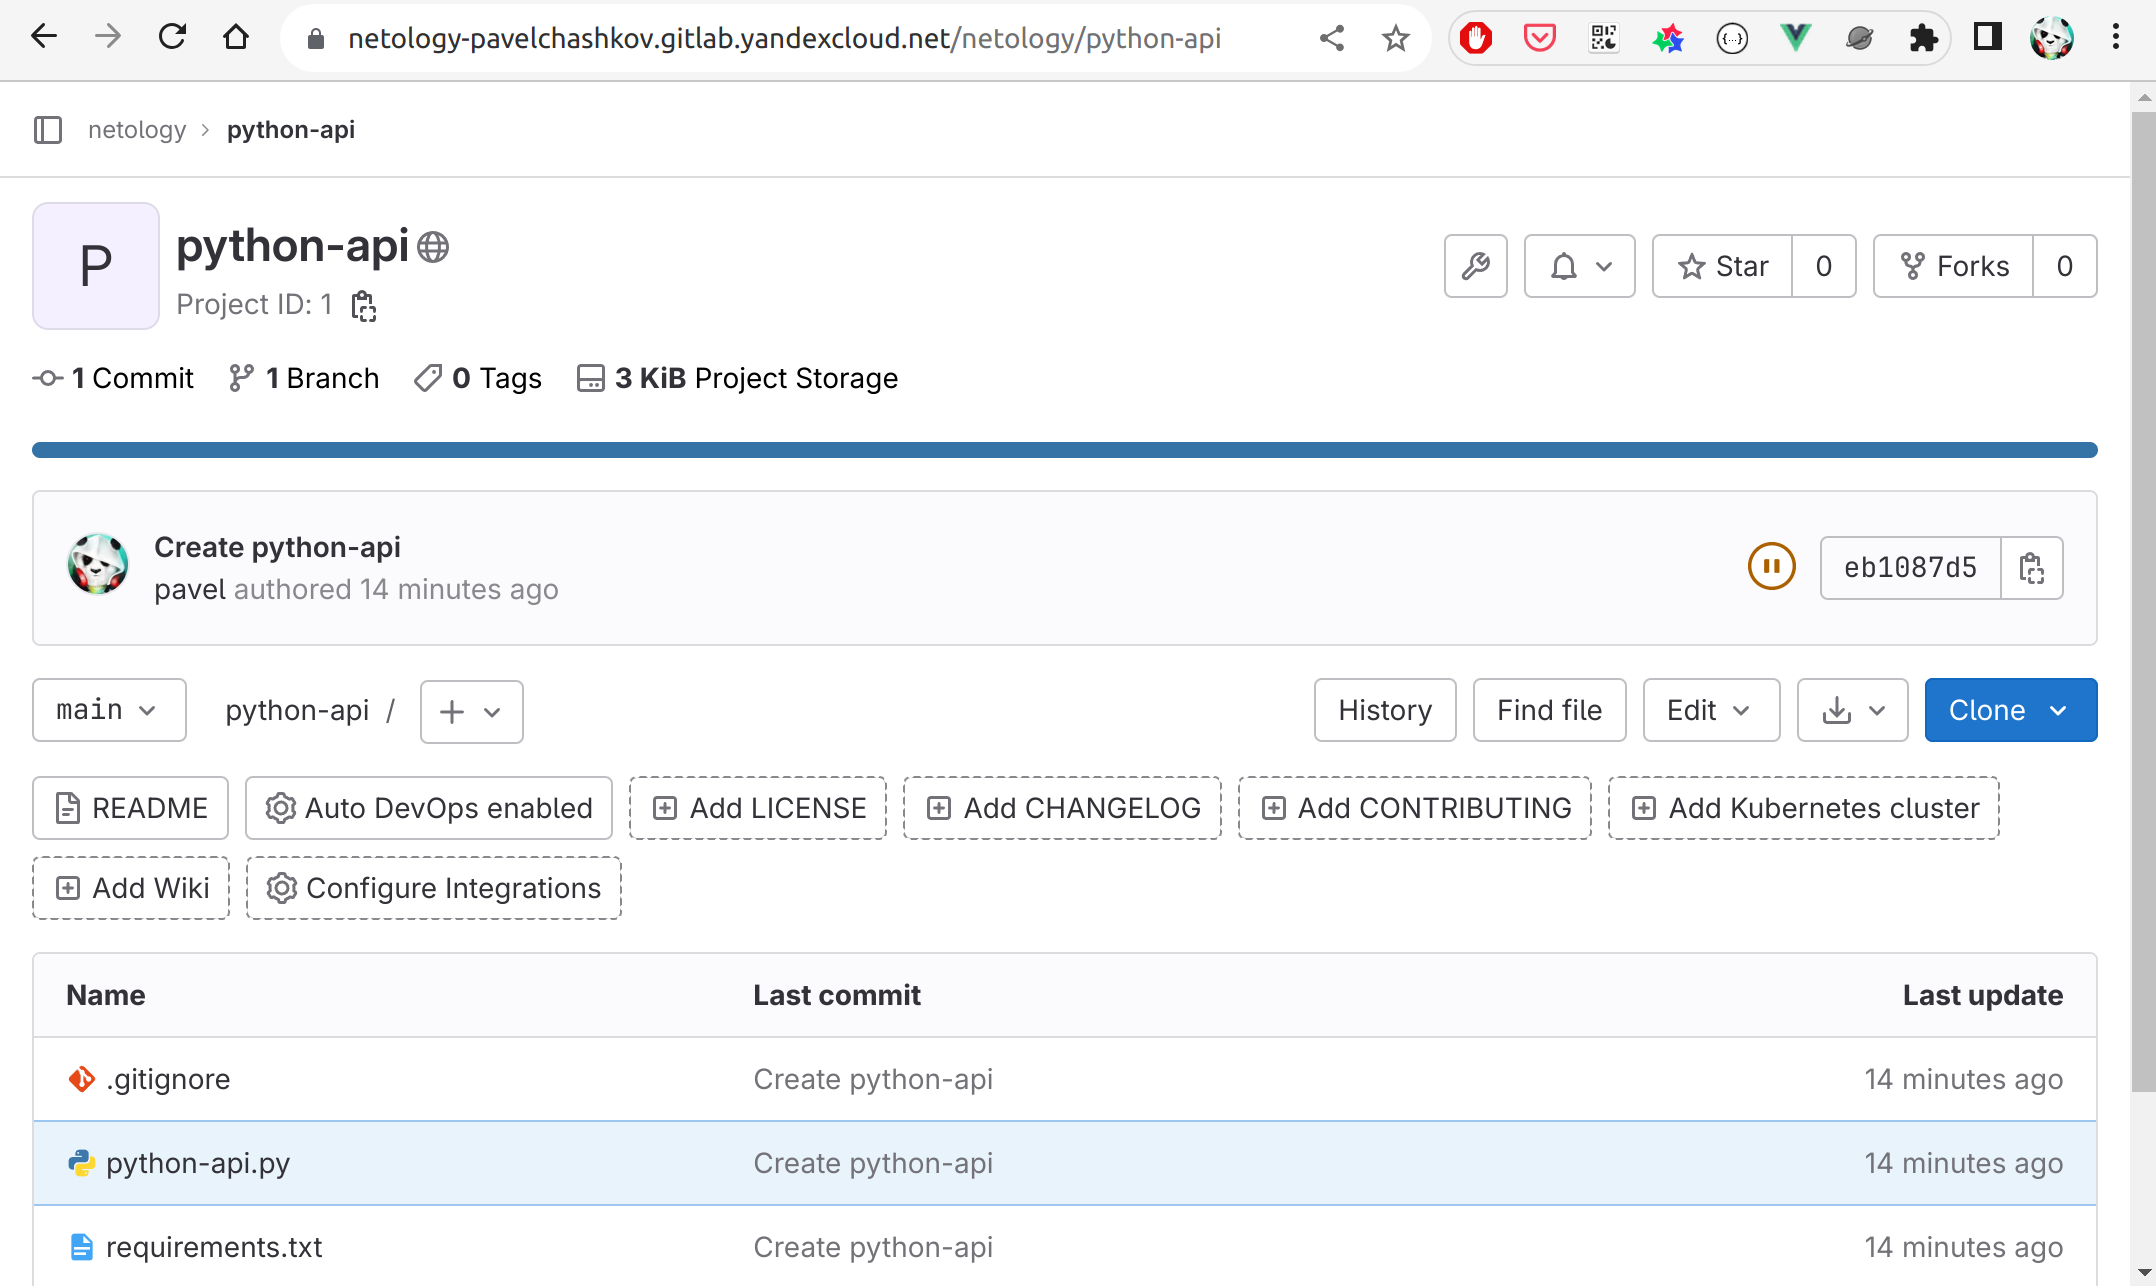 netology-pavelchashkov.gitlab.yandexcloud.net/netology/python-api
netology › python-api
P
python-api
Project ID: 1
Star 0
Forks 0
1 Commit 1 Branch 0 Tags 3 KiB Project Storage
Create python-api
pavel authored 14 minutes ago
eb1087d5
main python-api / + History Find file Edit Clone
README Auto DevOps enabled Add LICENSE Add CHANGELOG Add CONTRIBUTING Add Kubernetes cluster
Add Wiki Configure Integrations
Name Last commit Last update
.gitignore Create python-api 14 minutes ago
python-api.py Create python-api 14 minutes ago
requirements.txt Create python-api 14 minutes ago